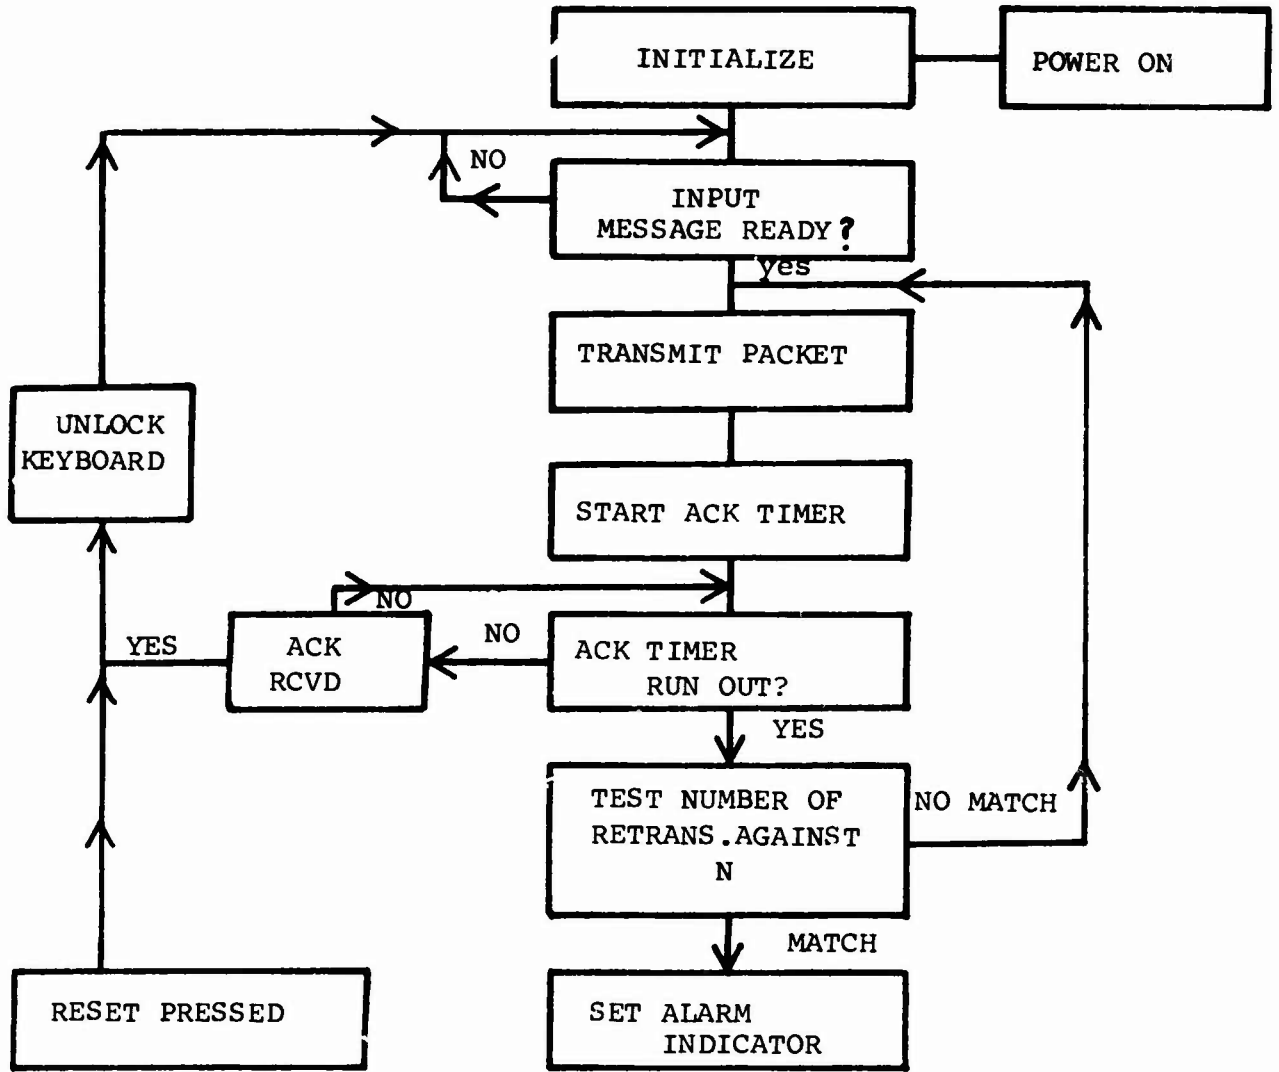 INITIALIZE
POWER ON
NO
INPUT
MESSAGE READY?
yes
TRANSMIT PACKET
UNLOCK
KEYBOARD
START ACK TIMER
NO
YES
ACK
RCVD
NO
ACK TIMER
RUN OUT?
YES
TEST NUMBER OF
RETRANS.AGAINST
N
NO MATCH
MATCH
RESET PRESSED
SET ALARM
INDICATOR